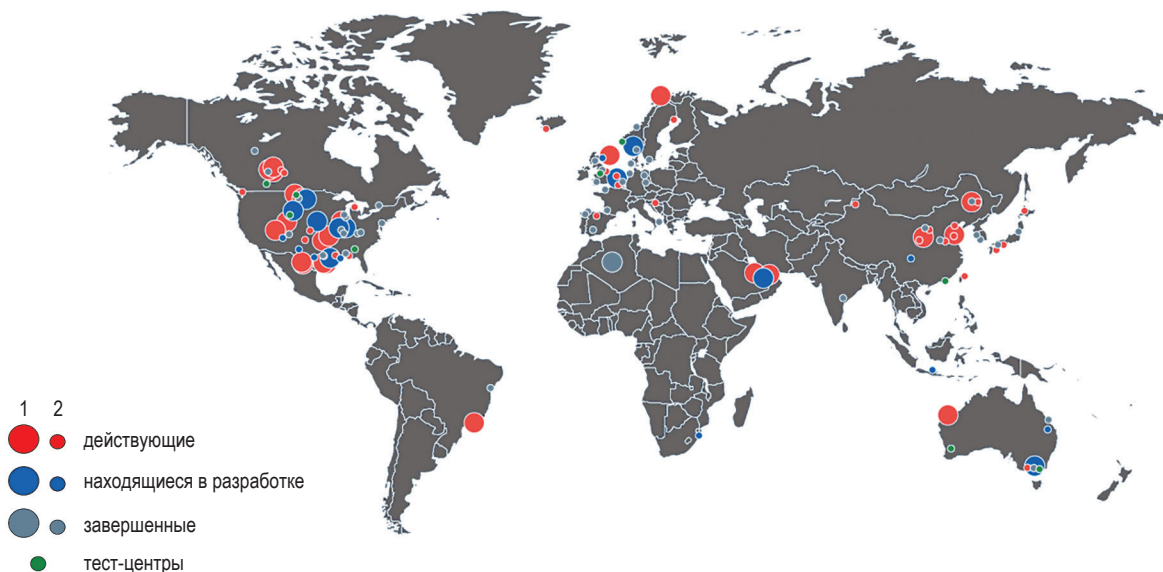 1 2
действующие
находящиеся в разработке
завершенные
тест-центры